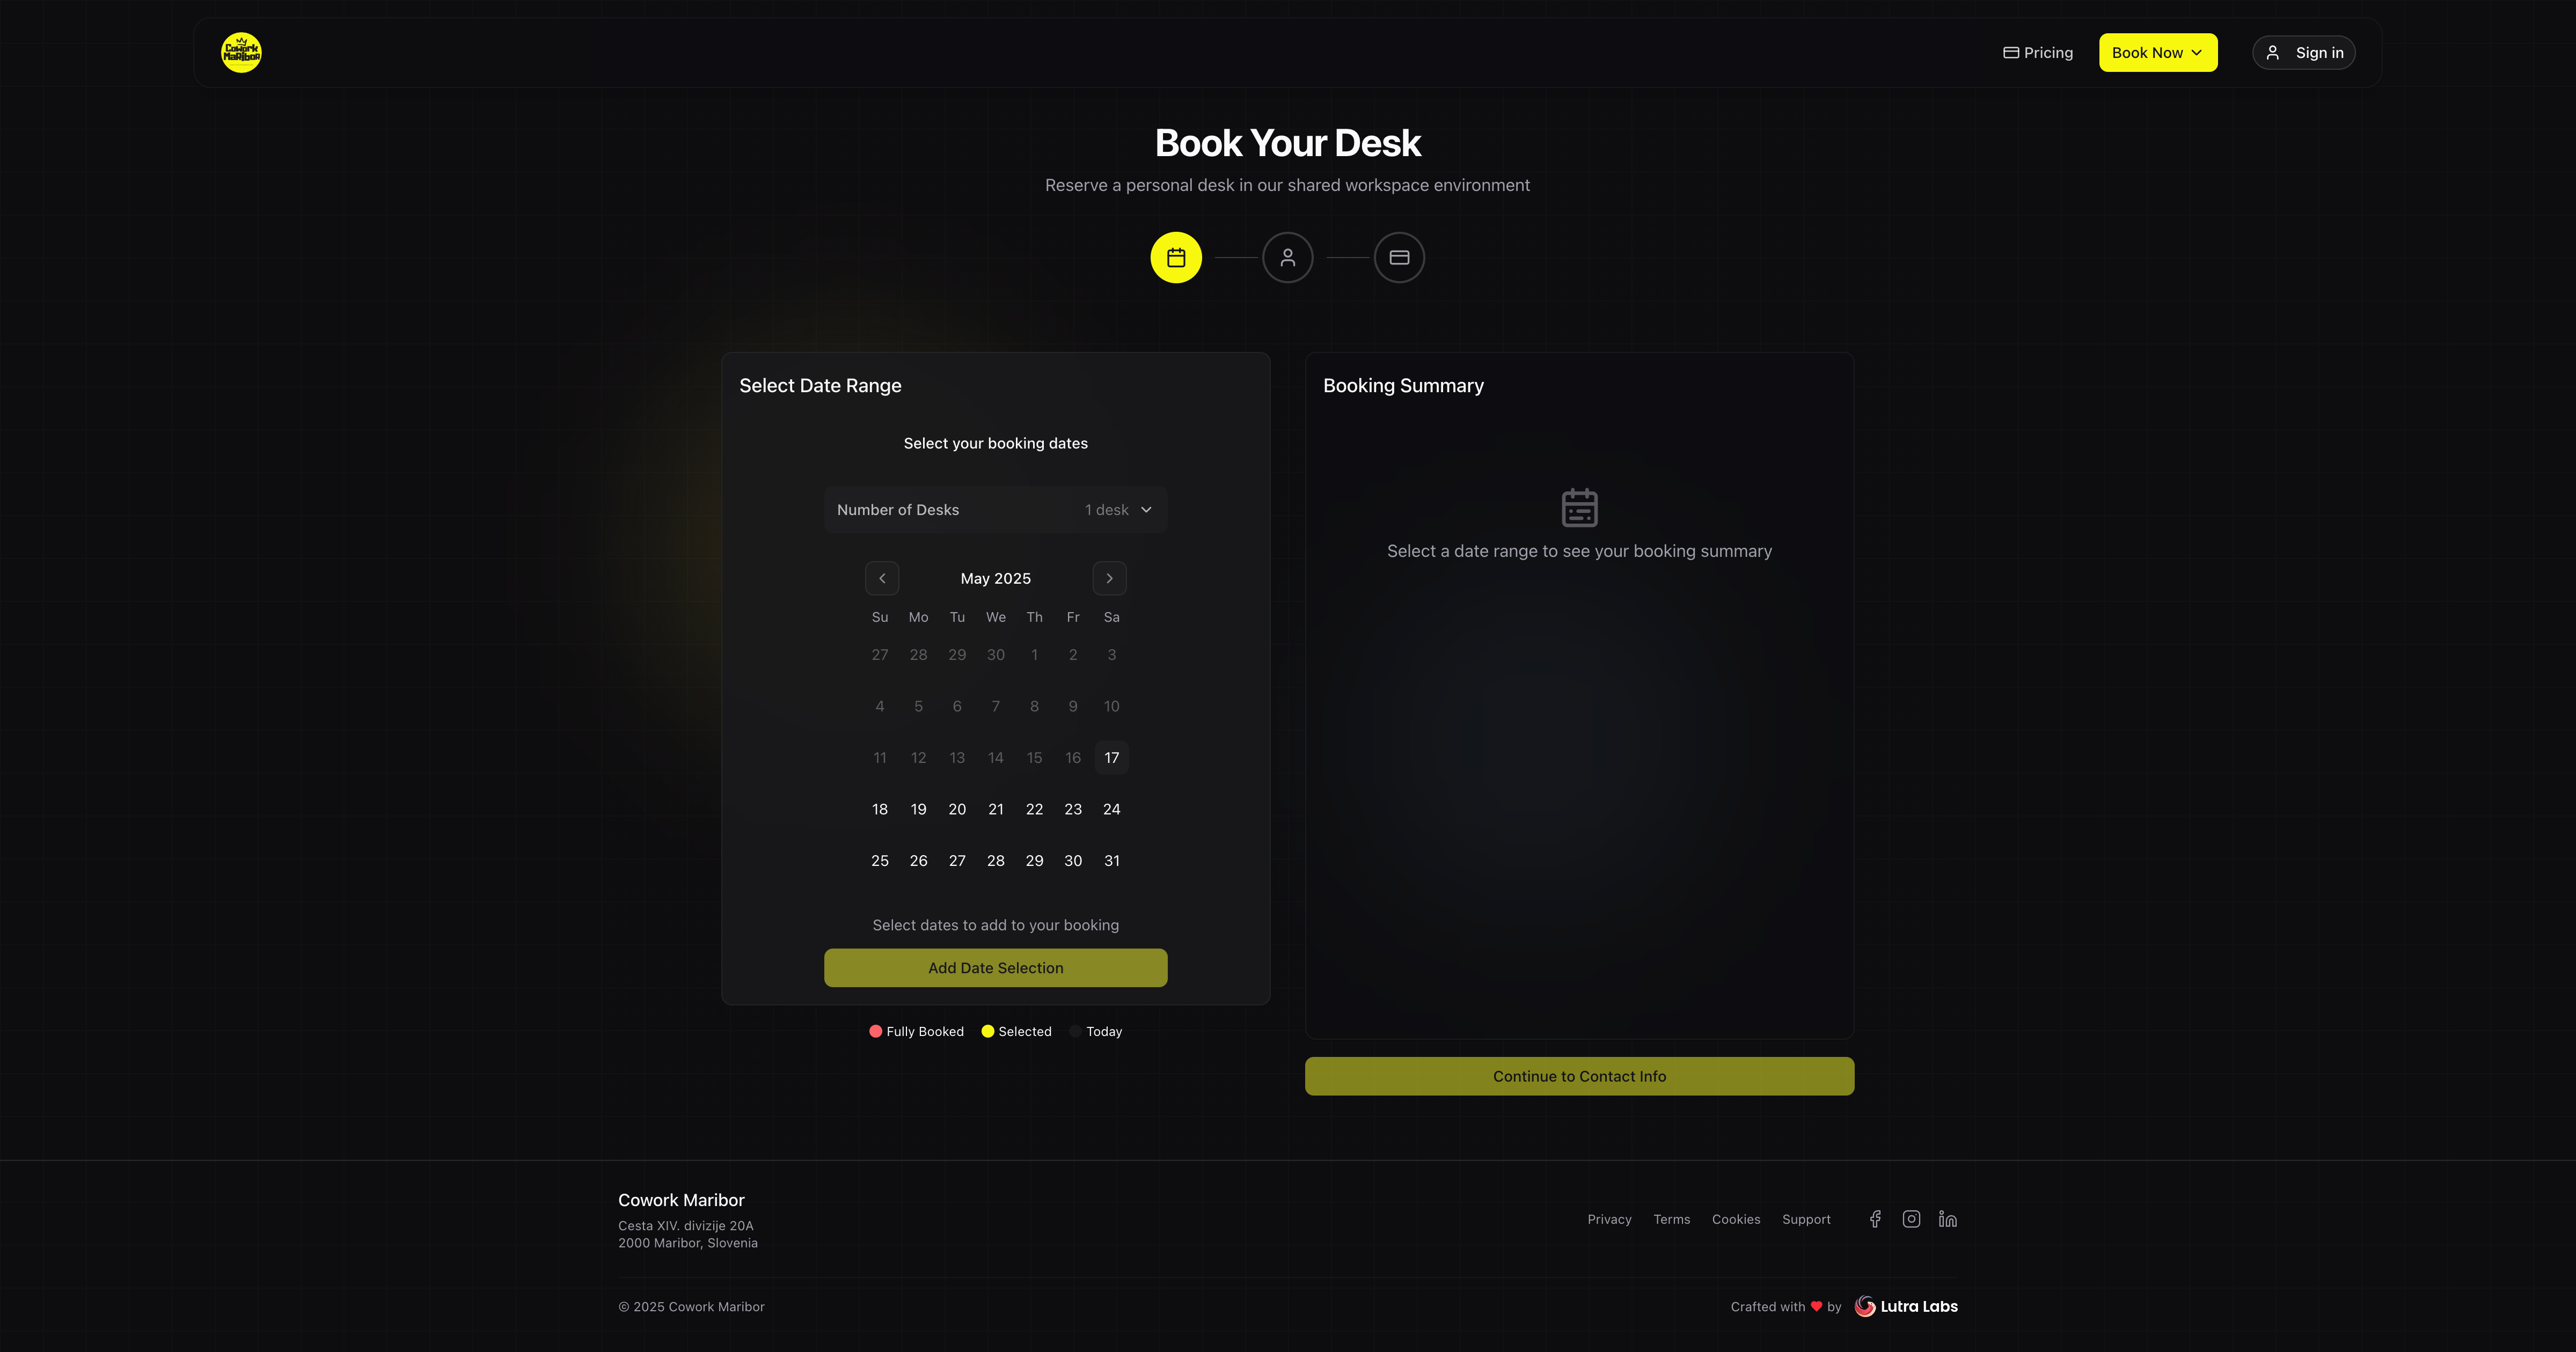 Cowork
MARiBOR
Pricing
Book Now
Sign in
Book Your Desk
Reserve a personal desk in our shared workspace environment
Select Date Range
Select your booking dates
Number of Desks 1 desk
May 2025
Su Mo Tu We Th Fr Sa
27 28 29 30 1 2 3
4 5 6 7 8 9 10
11 12 13 14 15 16 17
18 19 20 21 22 23 24
25 26 27 28 29 30 31
Select dates to add to your booking
Add Date Selection
Fully Booked Selected Today
Booking Summary
Select a date range to see your booking summary
Continue to Contact Info
Cowork Maribor
Cesta XIV. divizije 20A
2000 Maribor, Slovenia
Privacy Terms Cookies Support
© 2025 Cowork Maribor
Crafted with by Lutra Labs